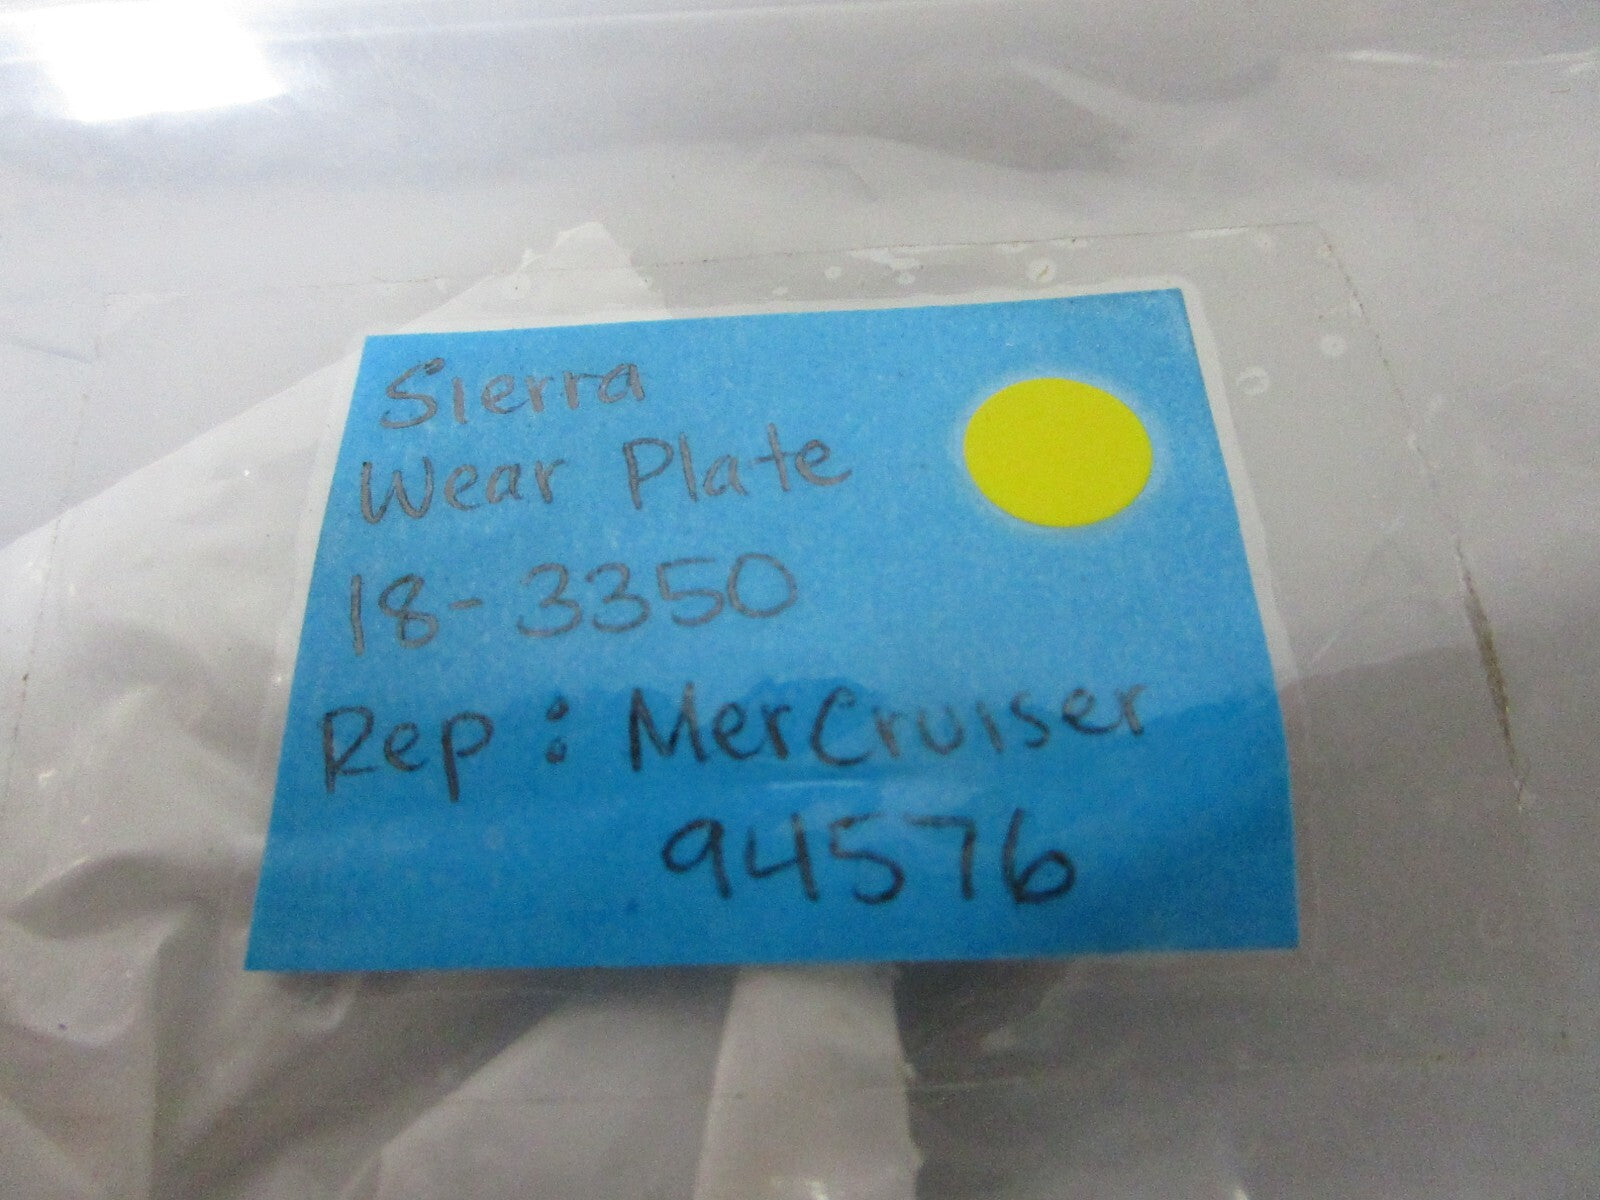 Sierra
Wear Plate
18-3350
Rep: MerCruiser
94576